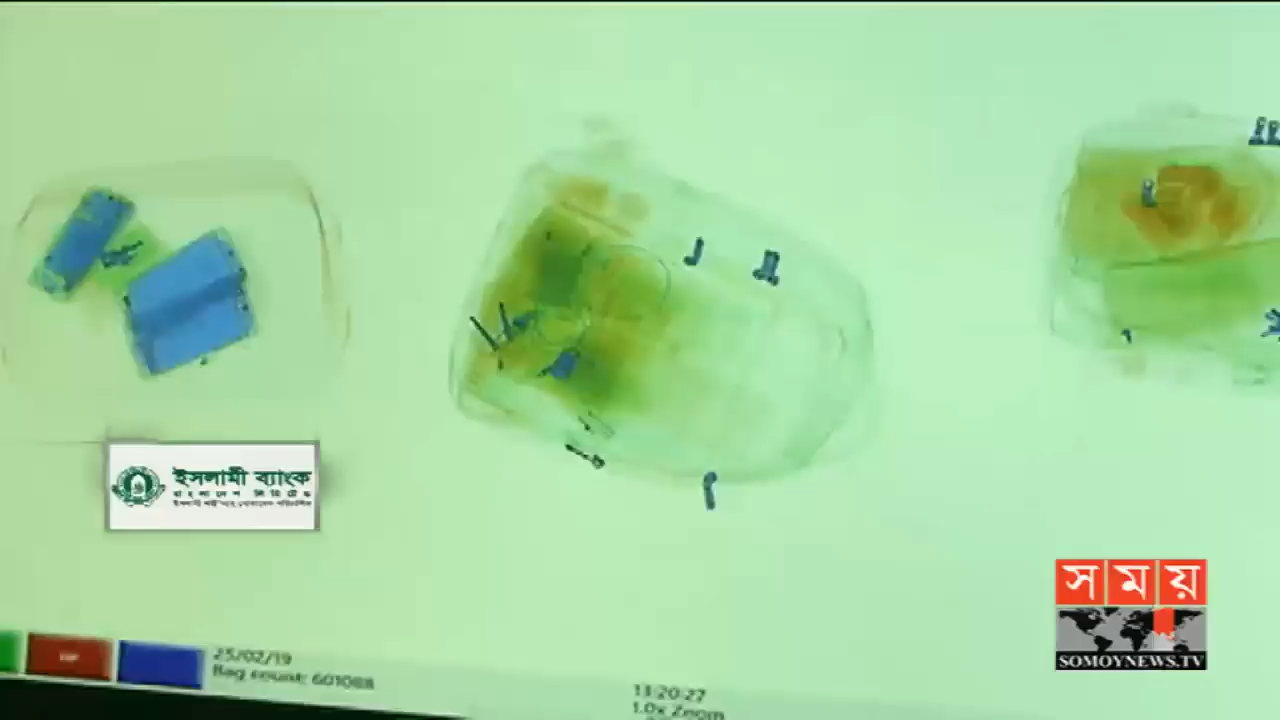 ইসলামী ব্যাংক
বাংলাদেশ লিমিটেড
25/02/19
Bag count: 601088
13:20:27
1.0x Zoom
সময়
SOMOYNEWS.TV